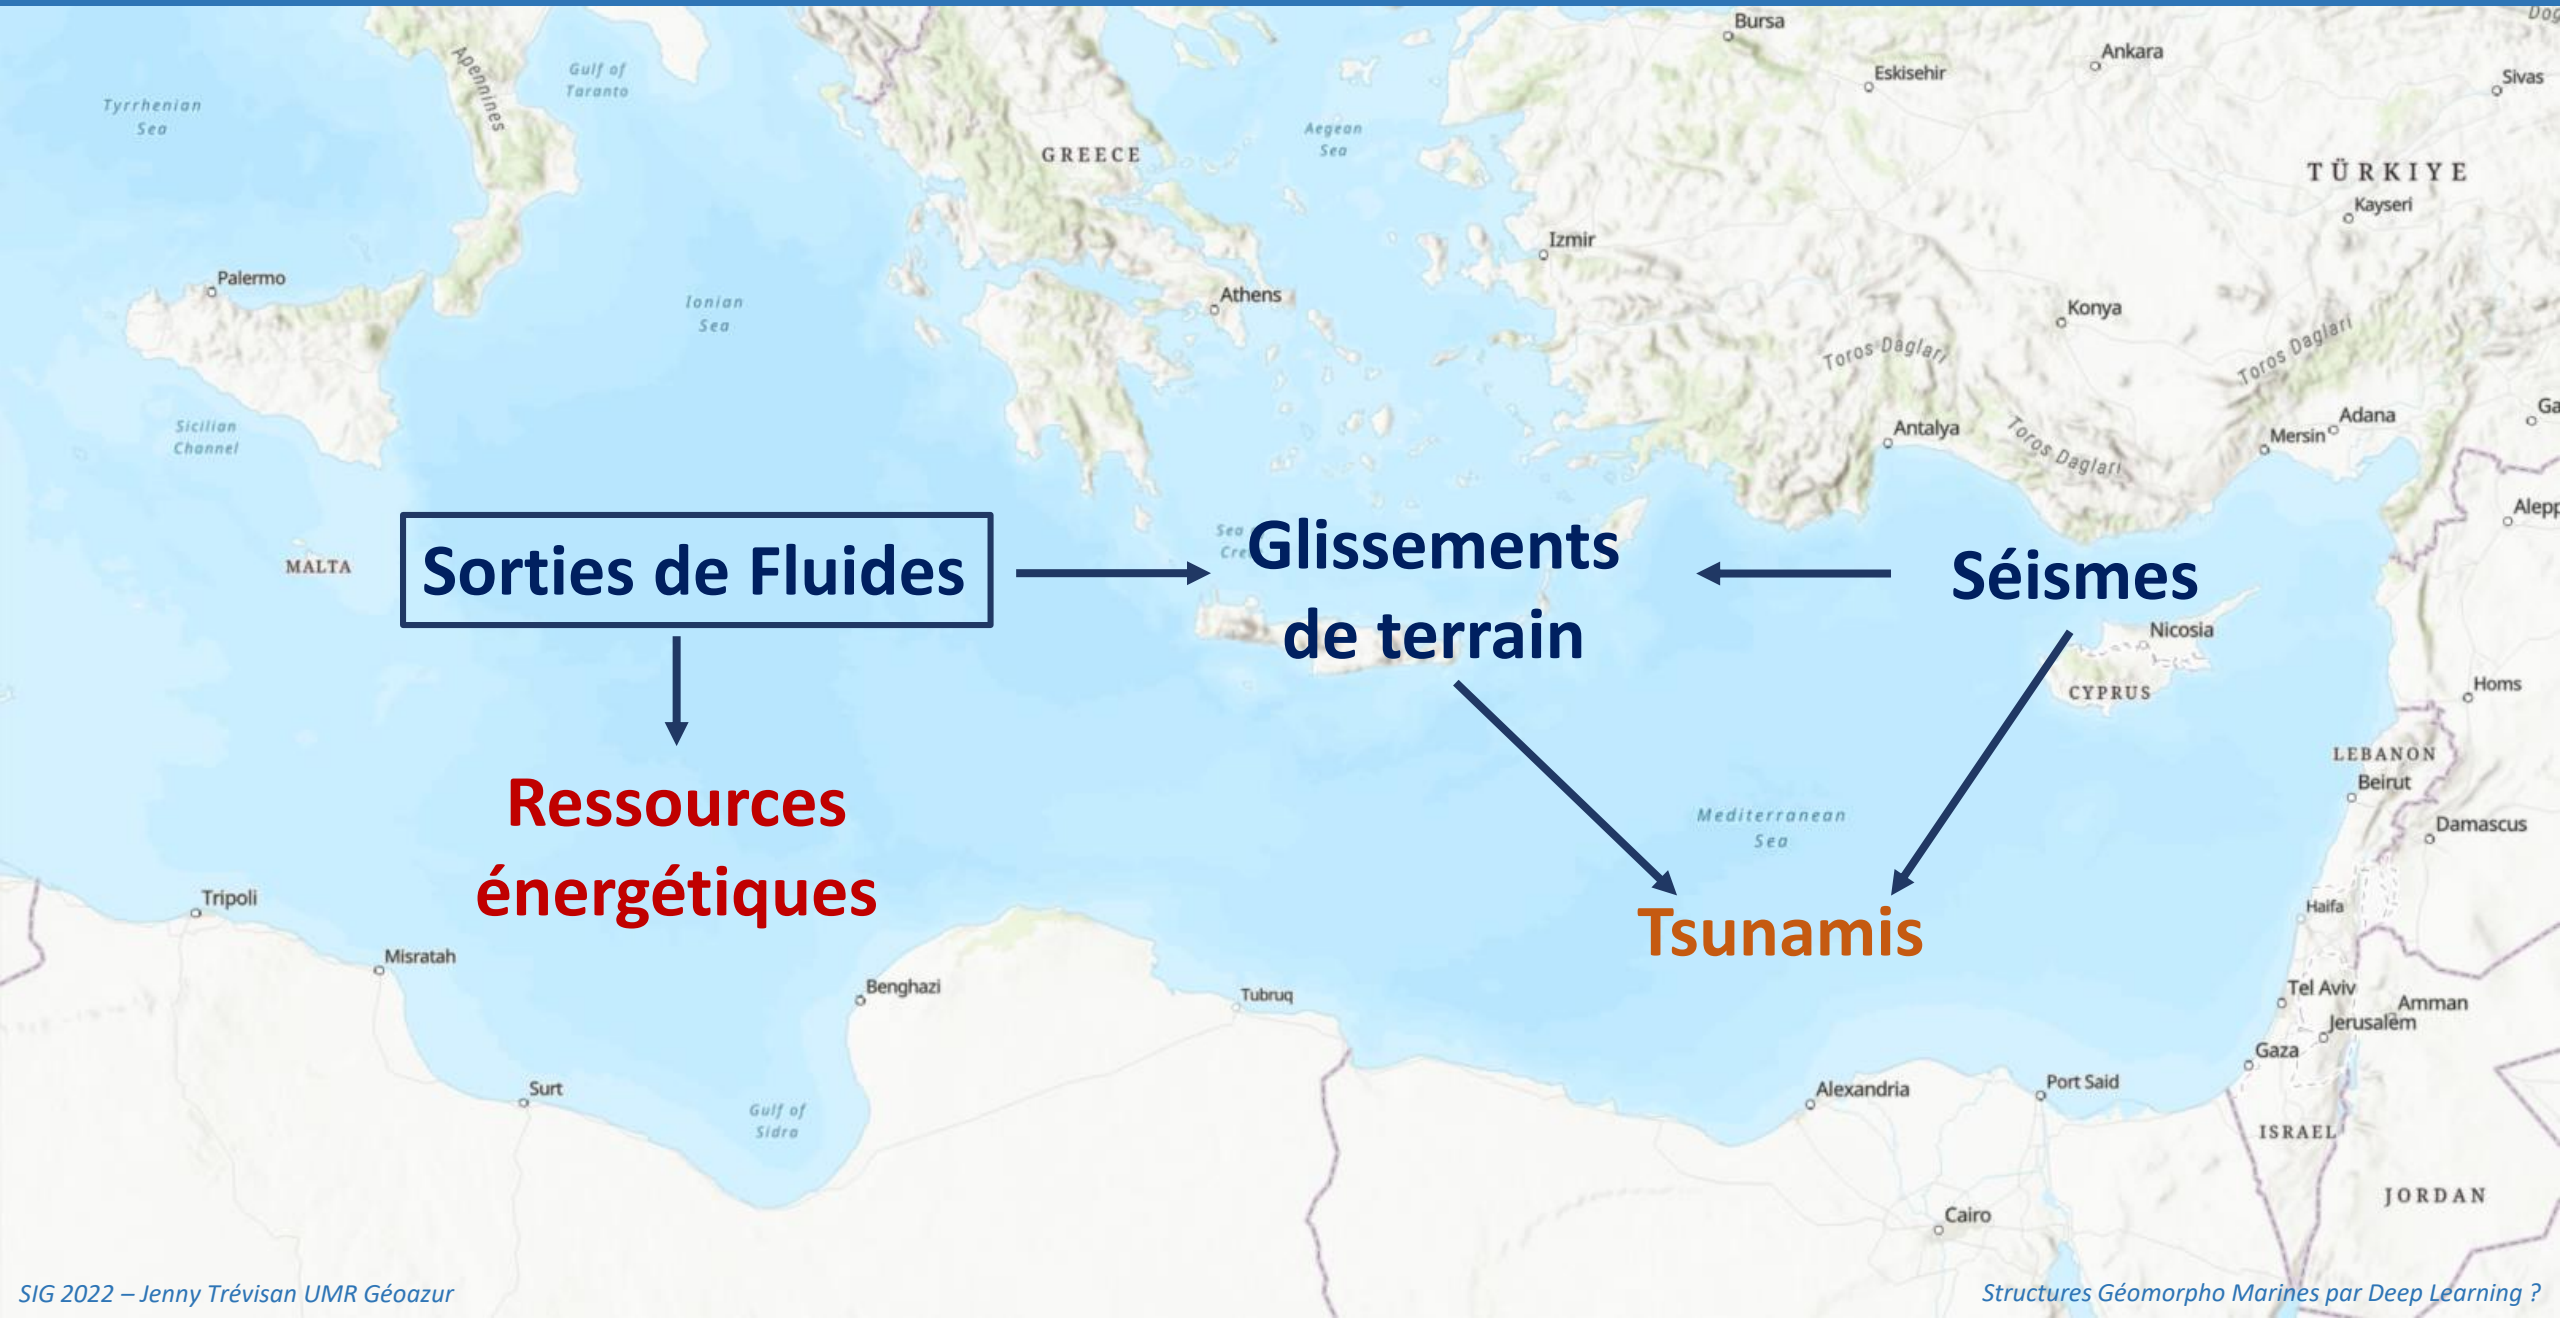 Bursa
Ankara
Eskisehir
Sivas
Apennines
Gulf of
Taranto
Tyrrhenian
Sea
Aegean
Sea
GREECE
TÜRKIYE
Kayseri
Izmir
Palermo
Athens
Ionian
Sea
Konya
Toros Dağları
Toros Dağları
Toros Dağları
Sicilian
Channel
Antalya
Adana
Mersin
MALTA
Sorties de Fluides
Glissements
de terrain
Séismes
Nicosia
CYPRUS
Homs
LEBANON
Beirut
Damascus
Ressources
énergétiques
Mediterranean
Sea
Tsunamis
Tripoli
Misratah
Benghazi
Tubruq
Haifa
Tel Aviv
Amman
Jerusalem
Gaza
Surt
Gulf of
Sidra
Alexandria
Port Said
ISRAEL
JORDAN
Cairo
SIG 2022 – Jenny Trévisan UMR Géoazur
Structures Géomorpho Marines par Deep Learning ?